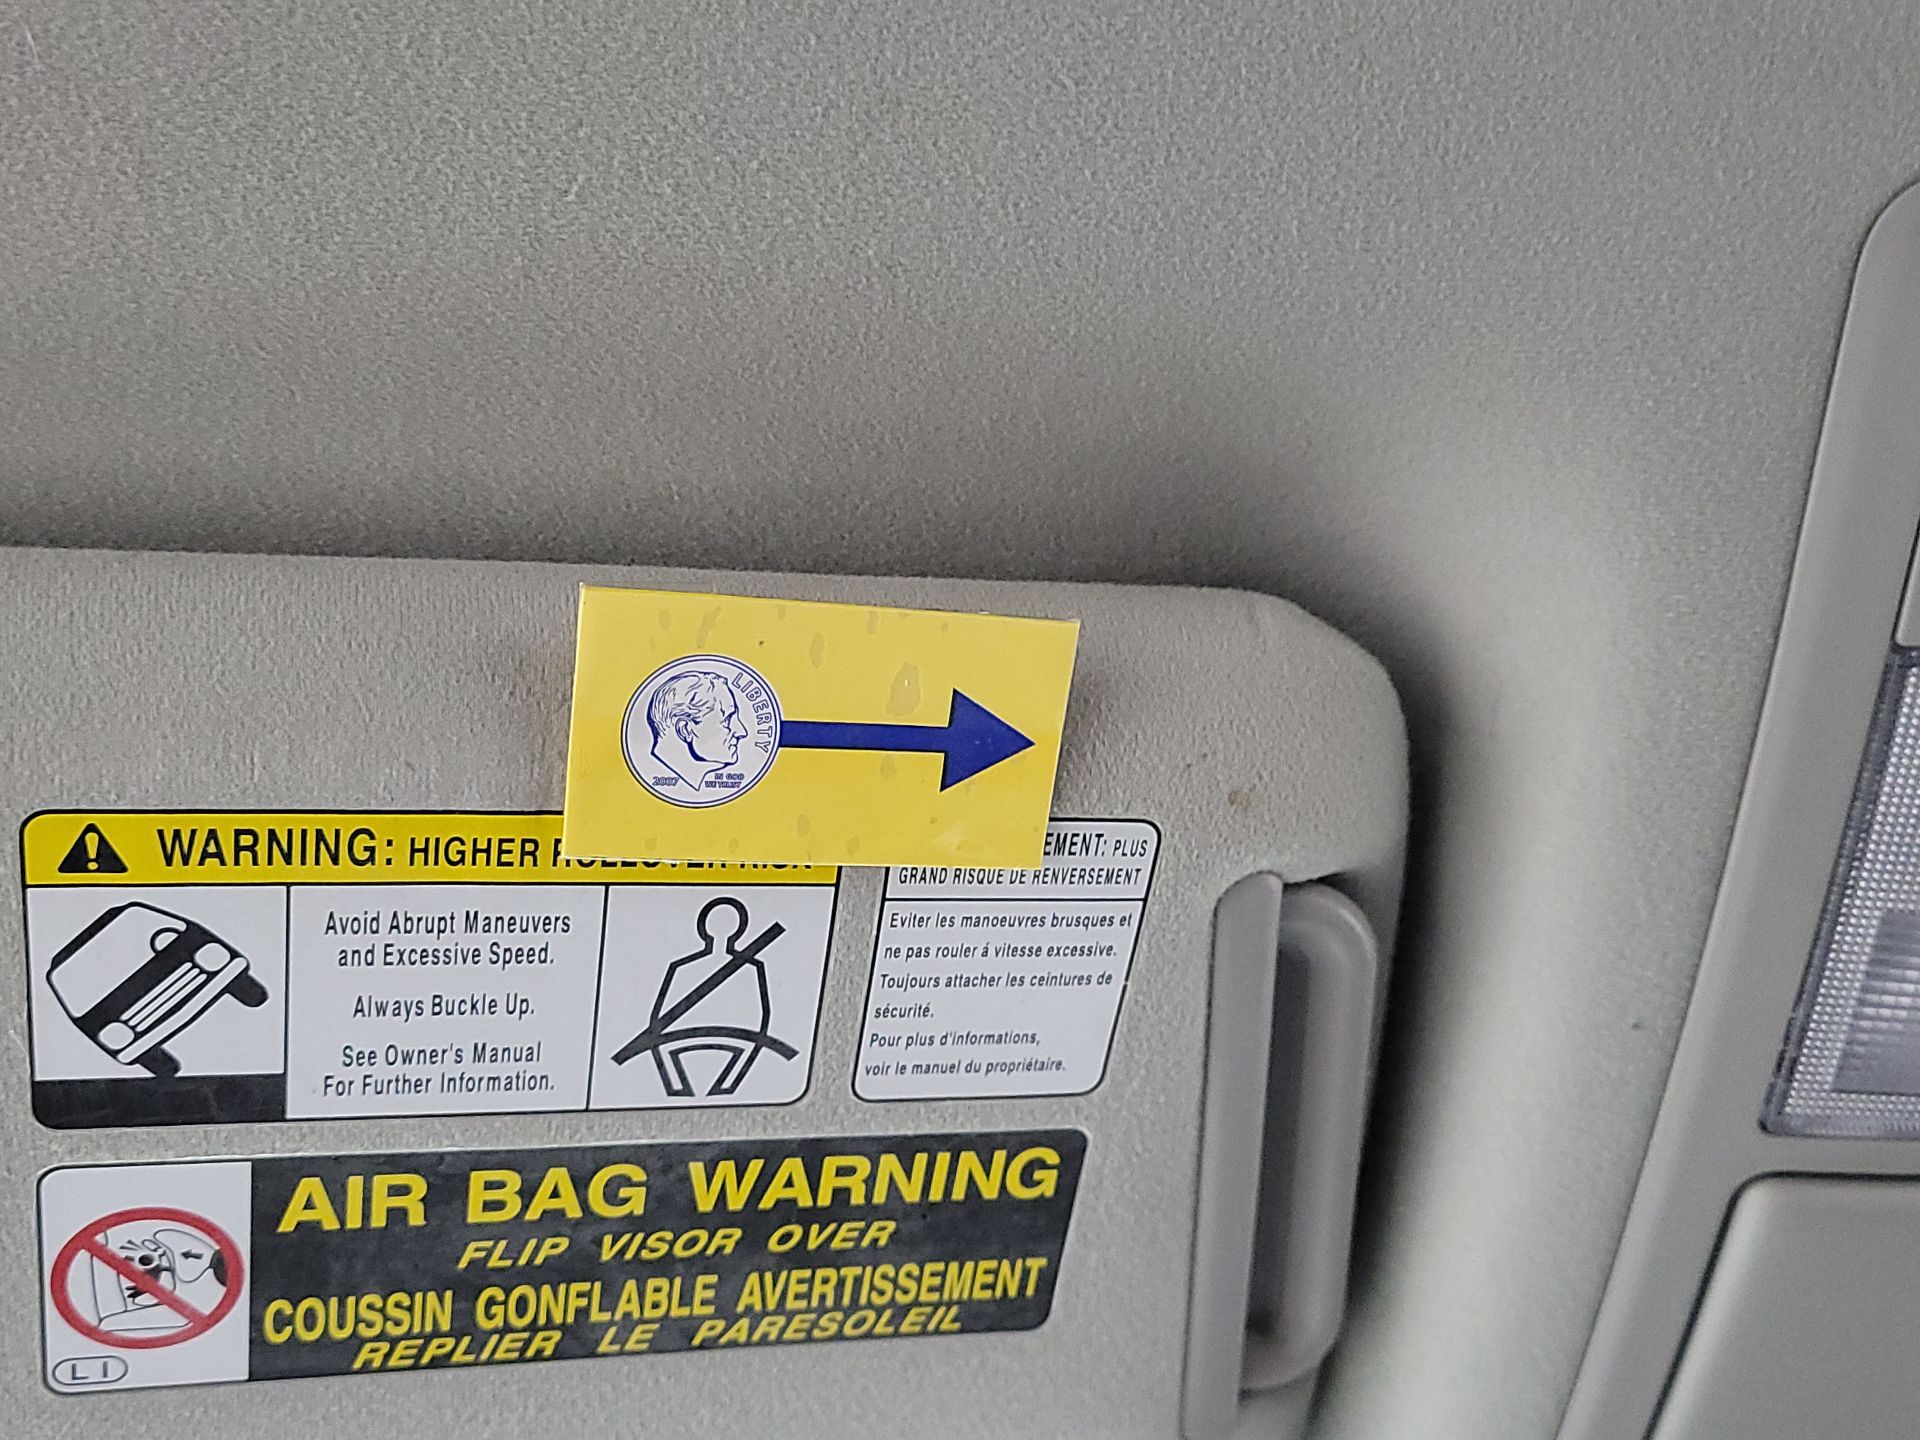 LIBERTY
2007
IN GOD
WE TRUST
WARNING: HIGHER ROLLOVER RISK
Avoid Abrupt Maneuvers
and Excessive Speed.
Always Buckle Up.
See Owner's Manual
For Further Information.
EMENT: PLUS
GRAND RISQUE DE RENVERSEMENT
Eviter les manoeuvres brusques et
ne pas rouler á vitesse excessive.
Toujours attacher les ceintures de
sécurité.
Pour plus d'informations,
voir le manuel du propriétaire.
AIR BAG WARNING
FLIP VISOR OVER
COUSSIN GONFLABLE AVERTISSEMENT
REPLIER LE PARESOLEIL
L I